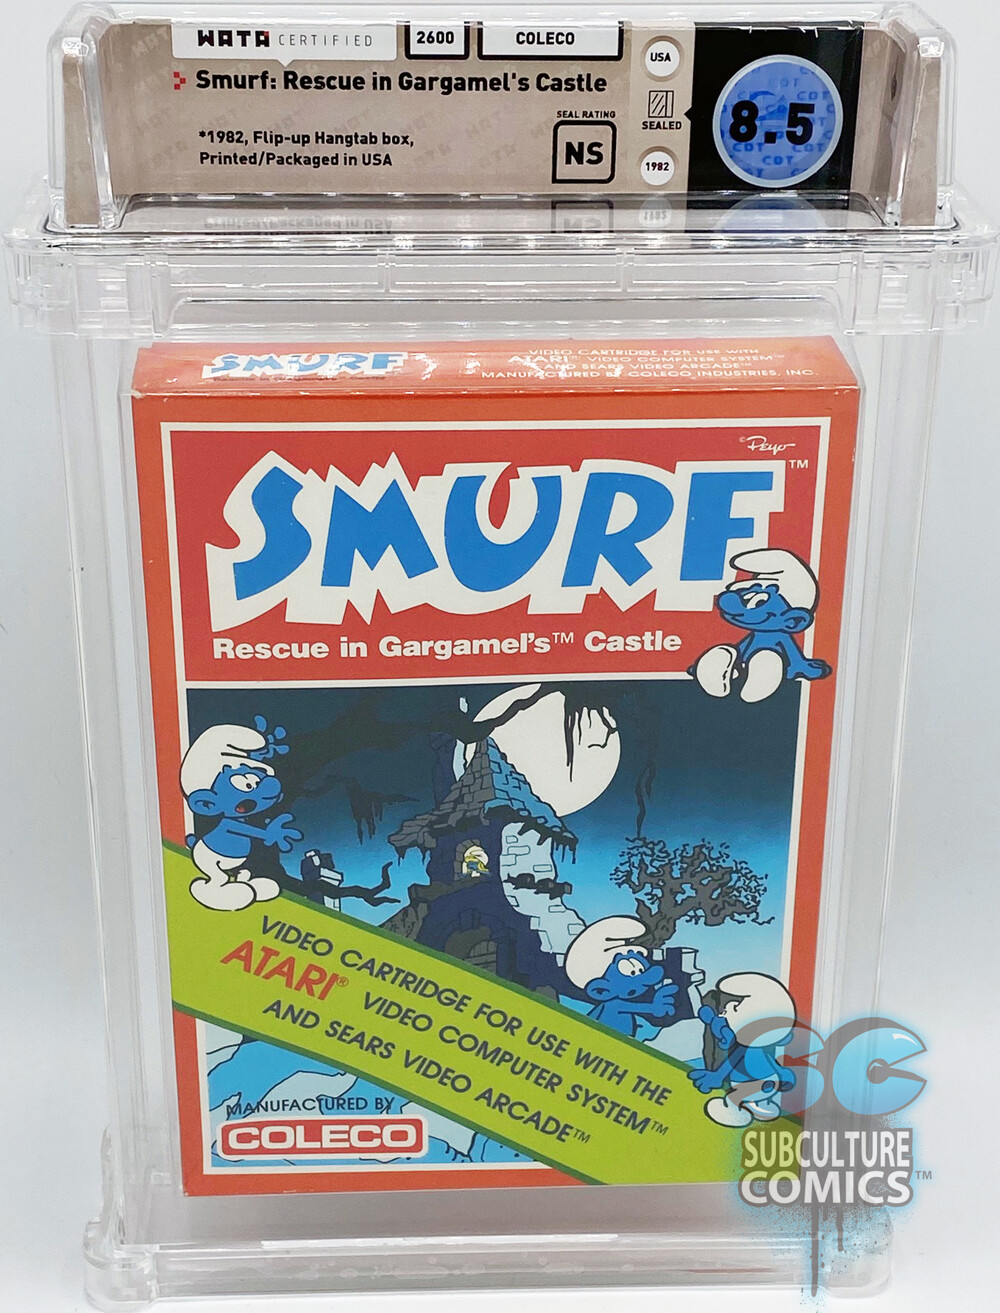 WATA CERTIFIED
2600
COLECO
Smurf: Rescue in Gargamel's Castle
*1982, Flip-up Hangtab box,
Printed/Packaged in USA
SEAL RATING
NS
USA
SEALED
1982
8.5
SMURF
VIDEO CARTRIDGE FOR USE WITH
ATARI® VIDEO COMPUTER SYSTEM™
AND SEARS VIDEO ARCADE™
MANUFACTURED BY COLECO INDUSTRIES, INC.
© Peyo
SMURF™
Rescue in Gargamel's™ Castle
VIDEO CARTRIDGE FOR USE WITH THE
ATARI® VIDEO COMPUTER SYSTEM™
AND SEARS VIDEO ARCADE™
MANUFACTURED BY
COLECO
SC
SUBCULTURE
COMICS™